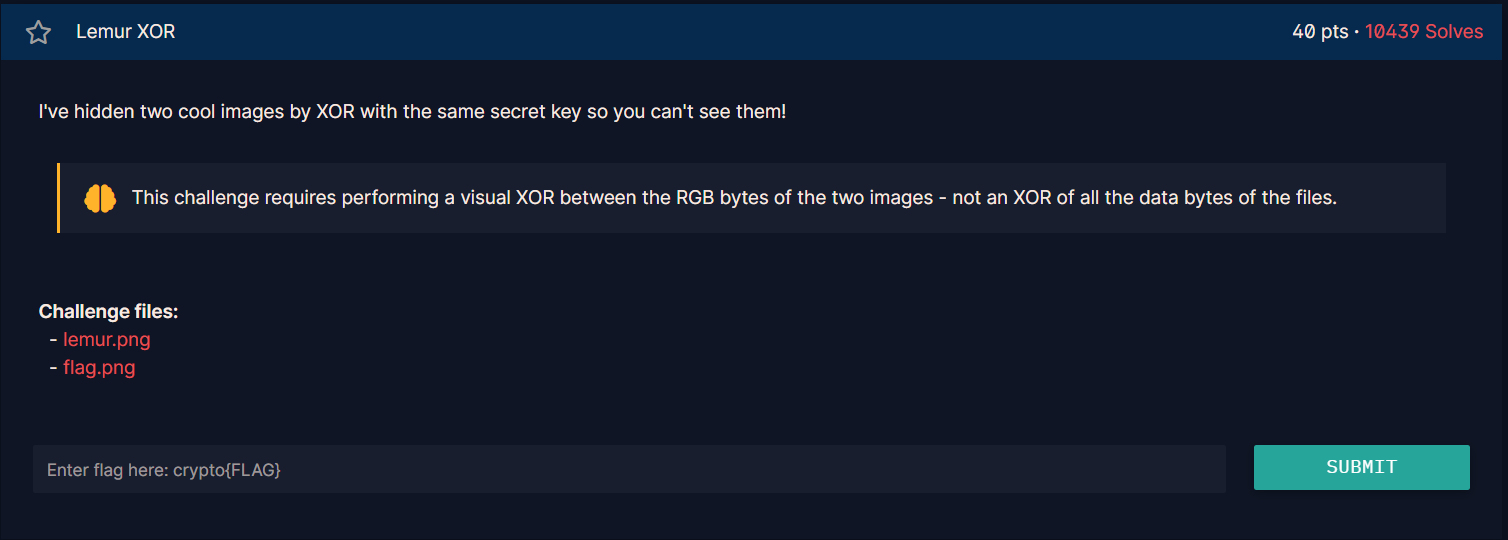 Lemur XOR
40 pts · 10439 Solves
I've hidden two cool images by XOR with the same secret key so you can't see them!
This challenge requires performing a visual XOR between the RGB bytes of the two images - not an XOR of all the data bytes of the files.
Challenge files:
- lemur.png
- flag.png
Enter flag here: crypto{FLAG}
SUBMIT